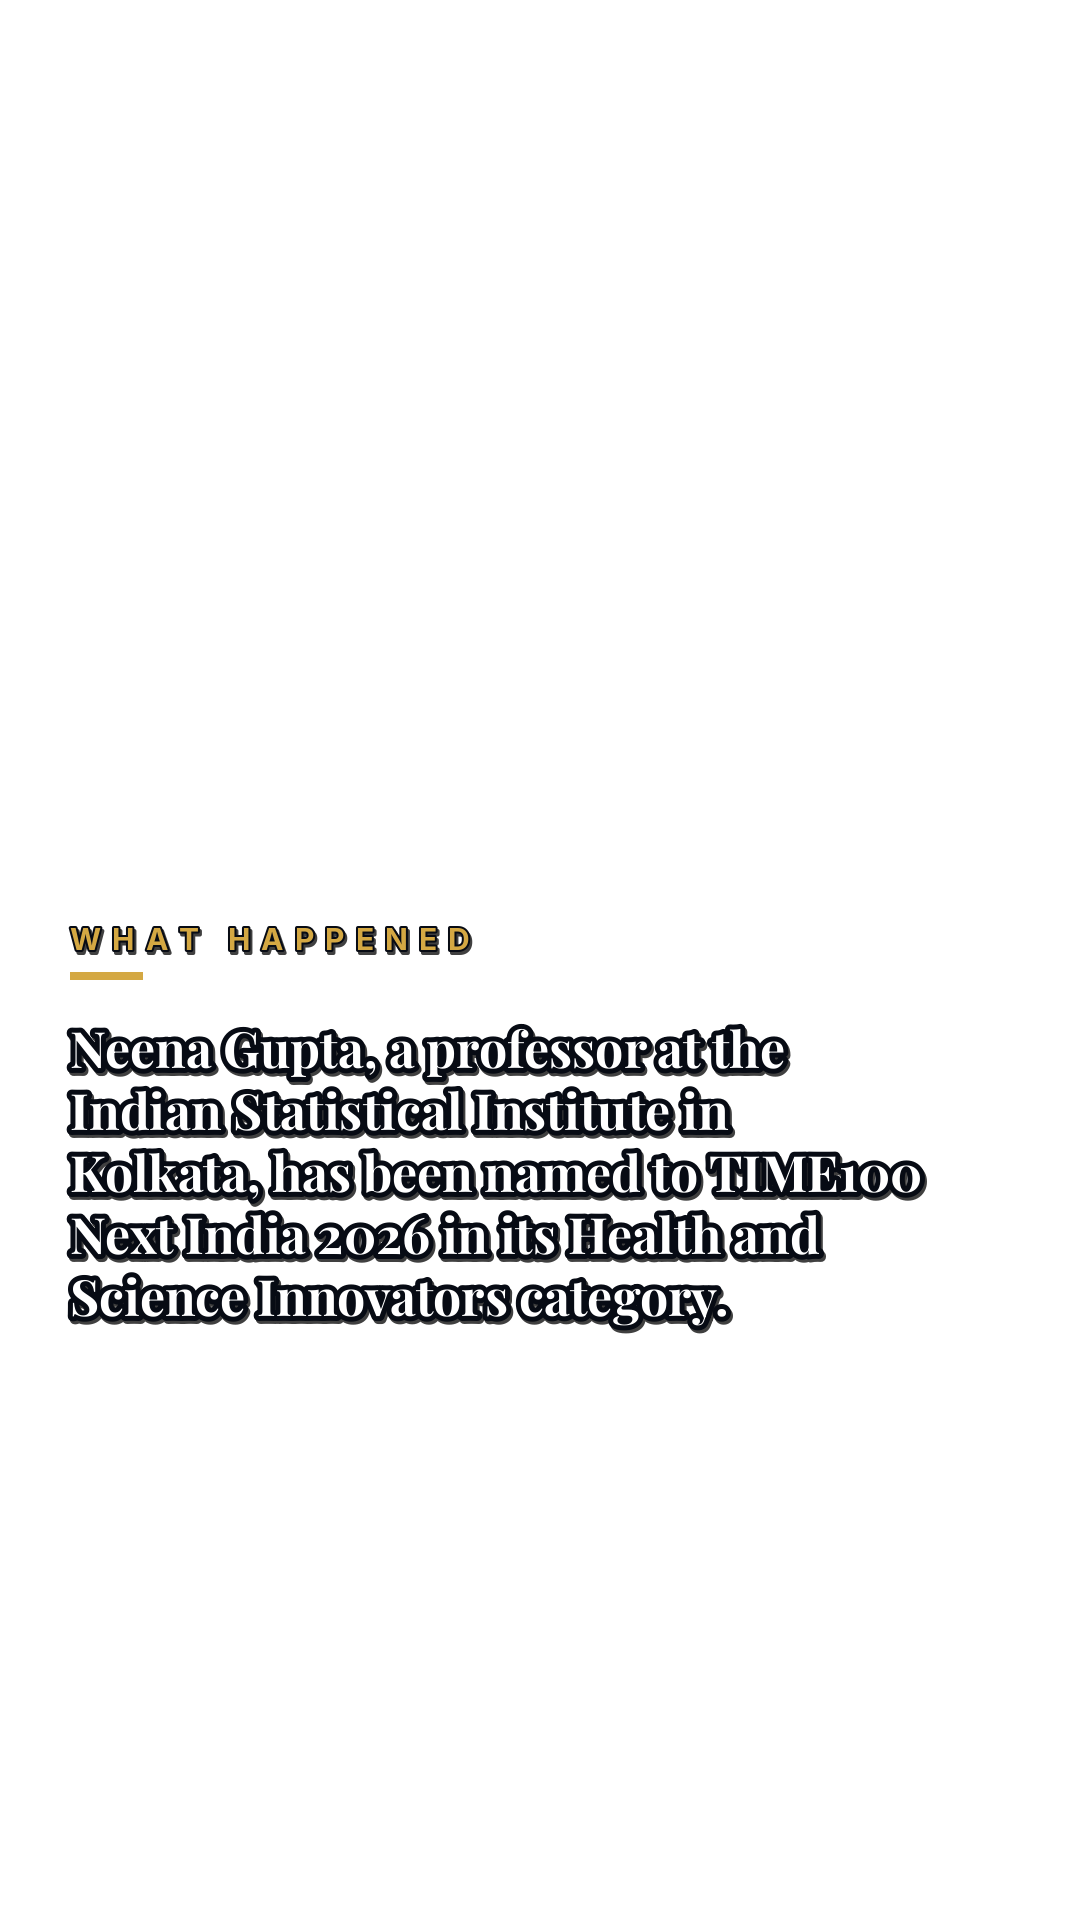 WHAT HAPPENED
Neena Gupta, a professor at the
Indian Statistical Institute in
Kolkata, has been named to TIME100
Next India 2026 in its Health and
Science Innovators category.